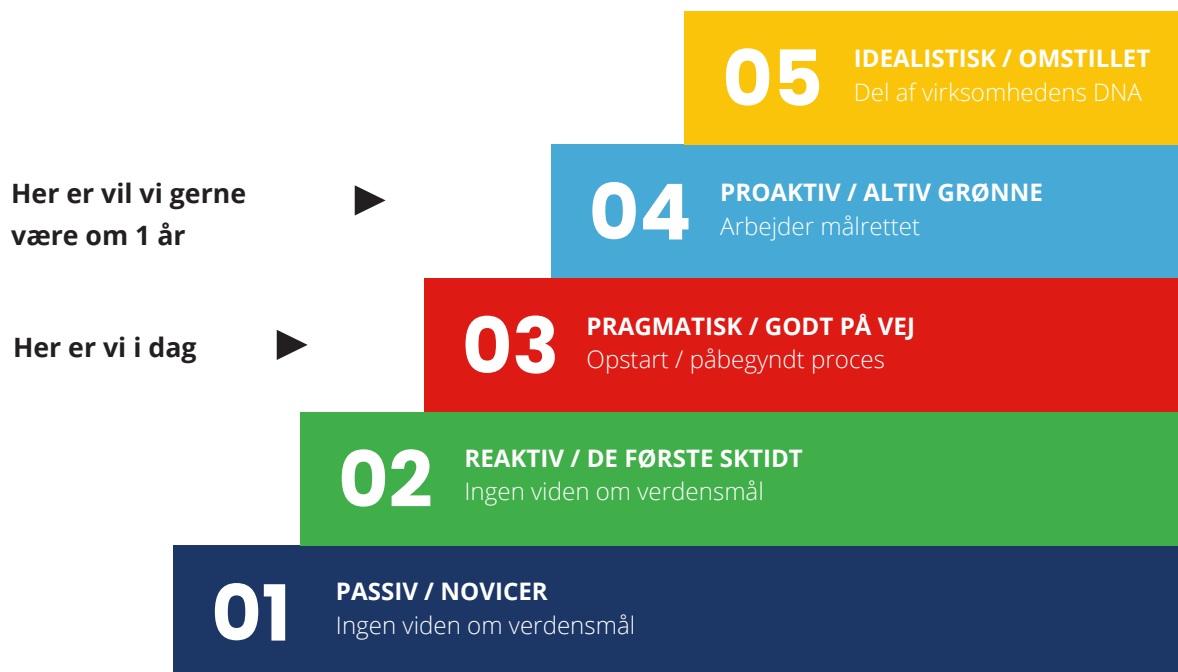 05
IDEALISTISK / OMSTILLET
Del af virksomhedens DNA
Her er vil vi gerne
være om 1 år
04
PROAKTIV / ALTIV GRØNNE
Arbejder målrettet
Her er vi i dag
03
PRAGMATISK / GODT PÅ VEJ
Opstart / påbegyndt proces
02
REAKTIV / DE FØRSTE SKTIDT
Ingen viden om verdensmål
01
PASSIV / NOVICER
Ingen viden om verdensmål